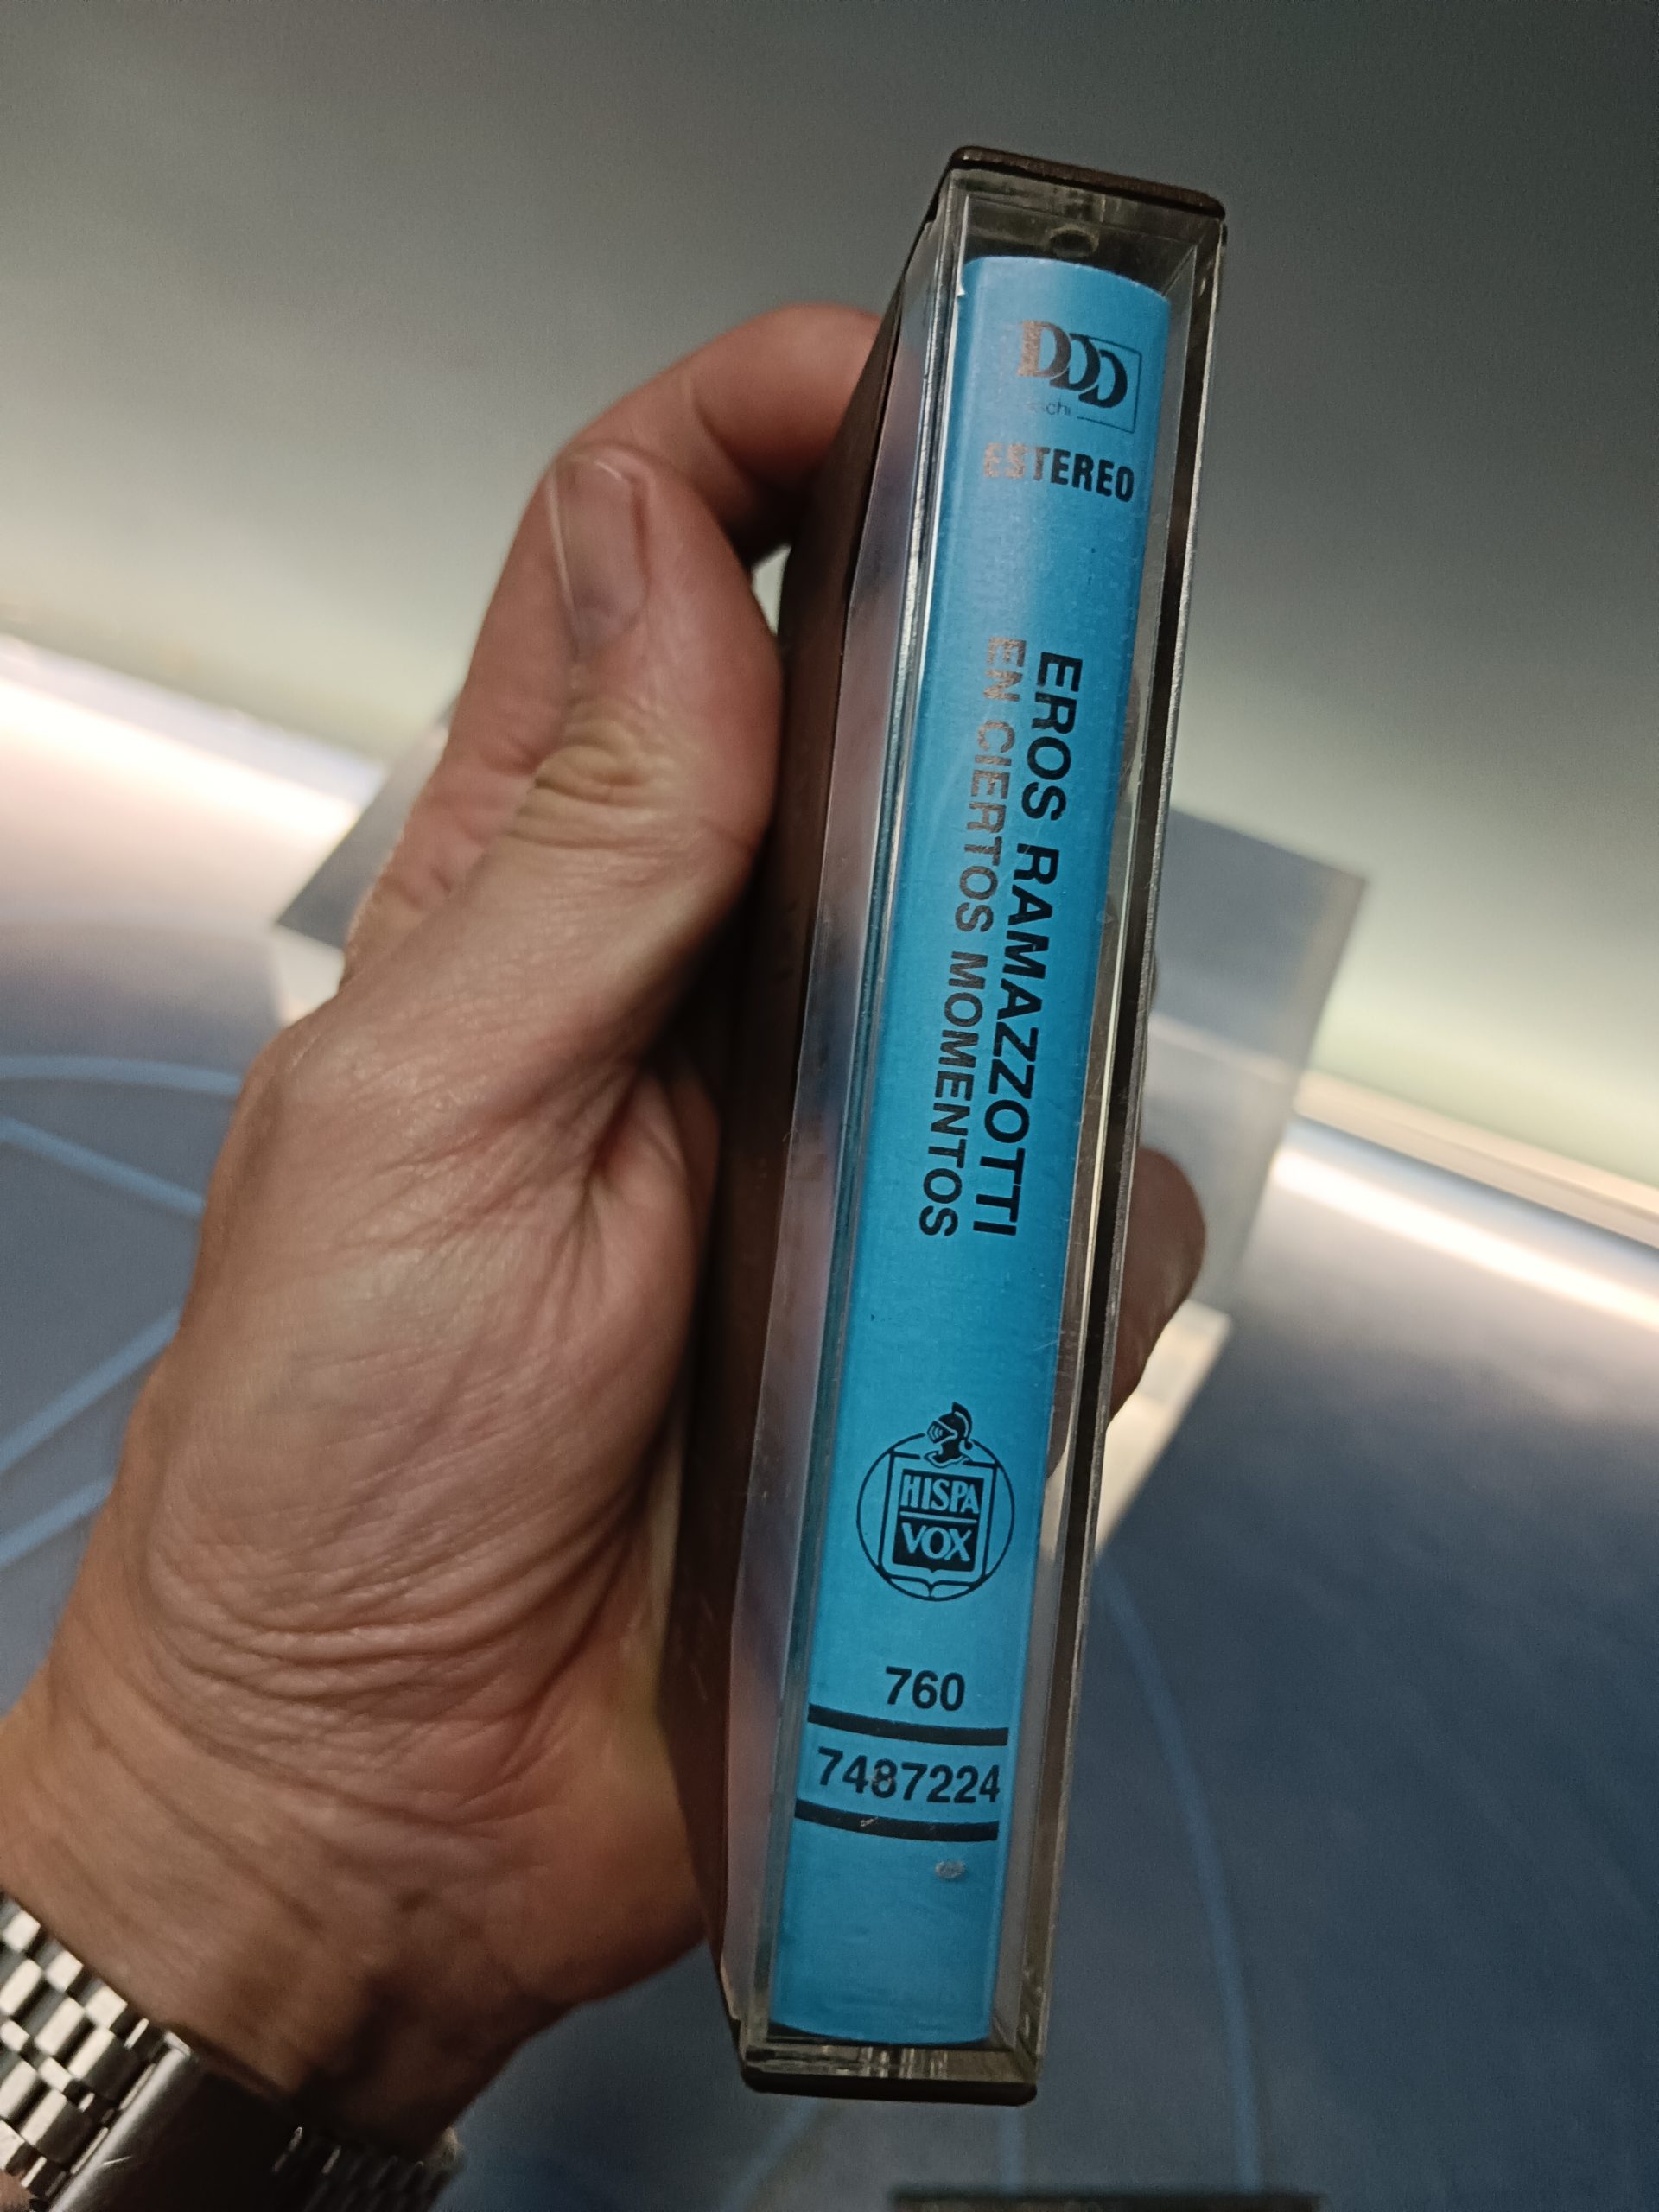 DDD
ESTEREO
EROS RAMAZZOTTI
EN CIERTOS MOMENTOS
HISPA
VOX
760
7487224